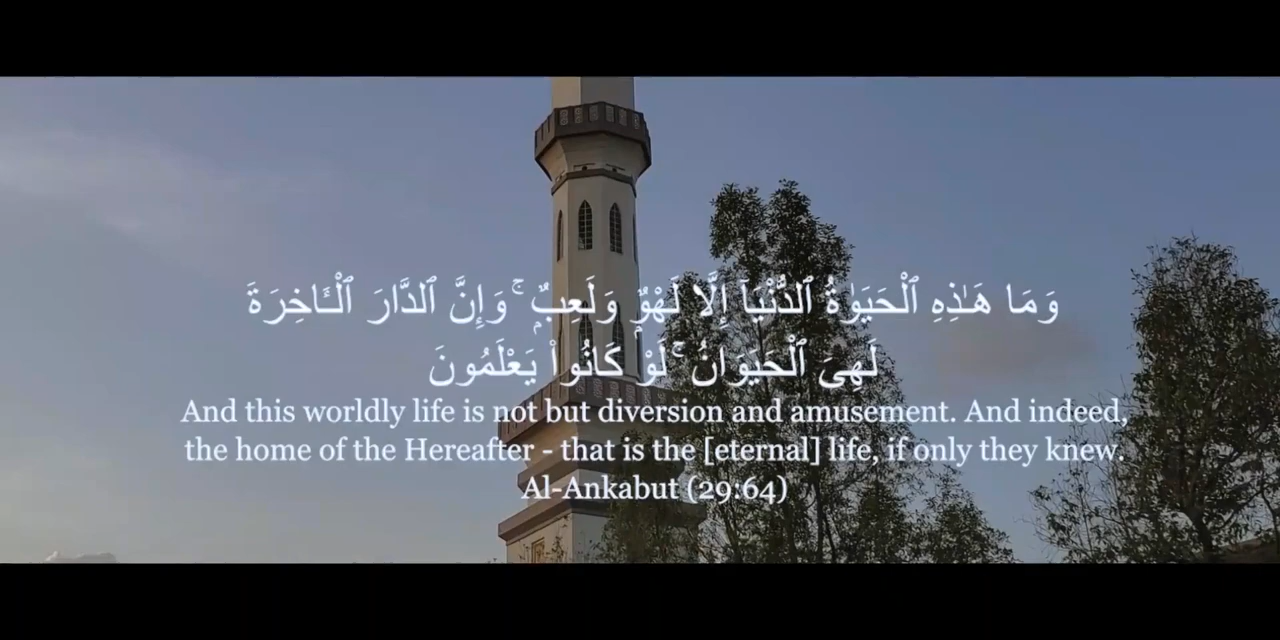 وَمَا هَـٰذِهِ ٱلْحَيَوٰةُ ٱلدُّنْيَآ إِلَّا لَهْوٌۭ وَلَعِبٌۭ ۚ وَإِنَّ ٱلدَّارَ ٱلْـَٔاخِرَةَ
لَهِىَ ٱلْحَيَوَانُ ۚ لَوْ كَانُوا۟ يَعْلَمُونَ
And this worldly life is not but diversion and amusement. And indeed,
the home of the Hereafter - that is the [eternal] life, if only they knew.
Al-Ankabut (29:64)